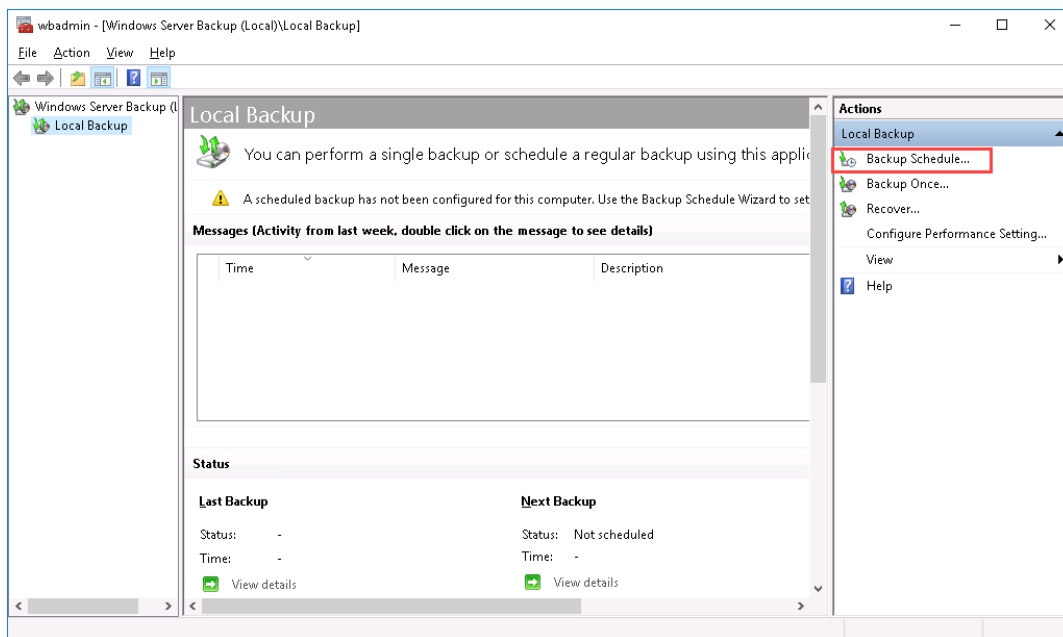 wbadmin - [Windows Server Backup (Local)\Local Backup]
File Action View Help
Windows Server Backup (L
Local Backup
Local Backup
You can perform a single backup or schedule a regular backup using this applic
A scheduled backup has not been configured for this computer. Use the Backup Schedule Wizard to set
Messages (Activity from last week, double click on the message to see details)
Time Message Description
Status
Last Backup
Status: -
Time: -
View details
Next Backup
Status: Not scheduled
Time: -
View details
Actions
Local Backup
Backup Schedule...
Backup Once...
Recover...
Configure Performance Setting...
View
Help